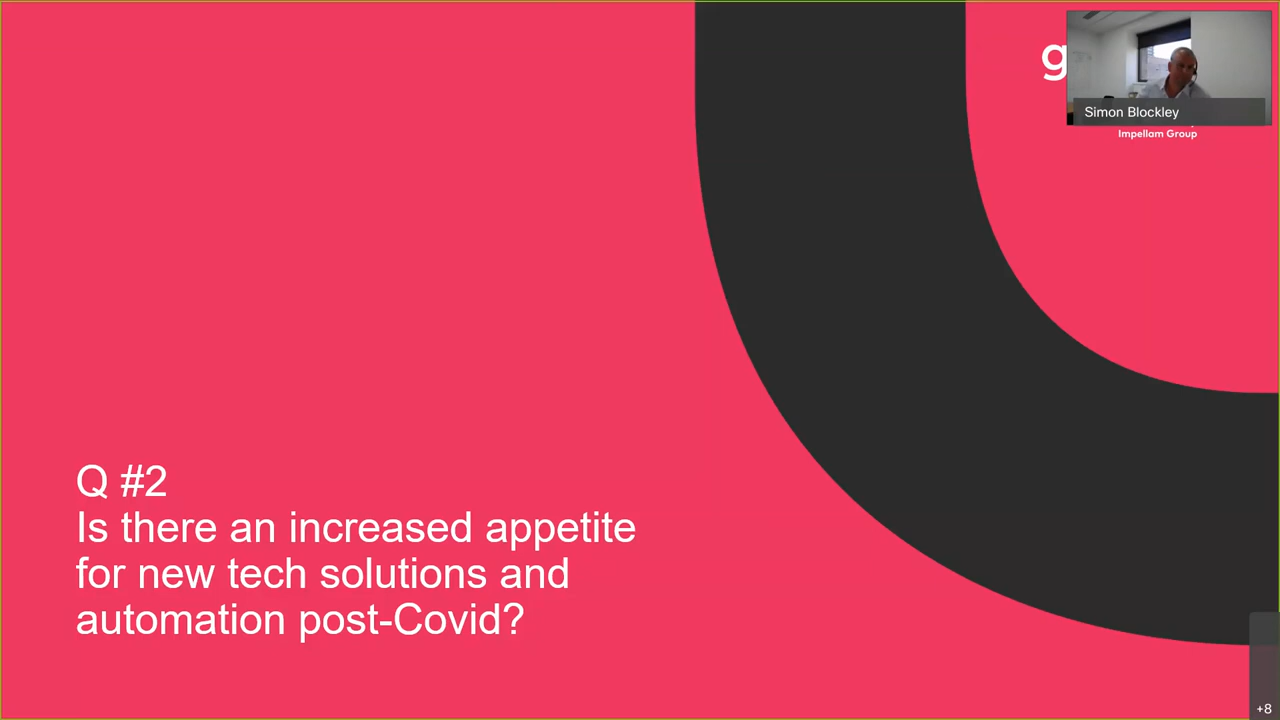 Simon Blockley
Impellam Group
Q #2
Is there an increased appetite
for new tech solutions and
automation post-Covid?
+8